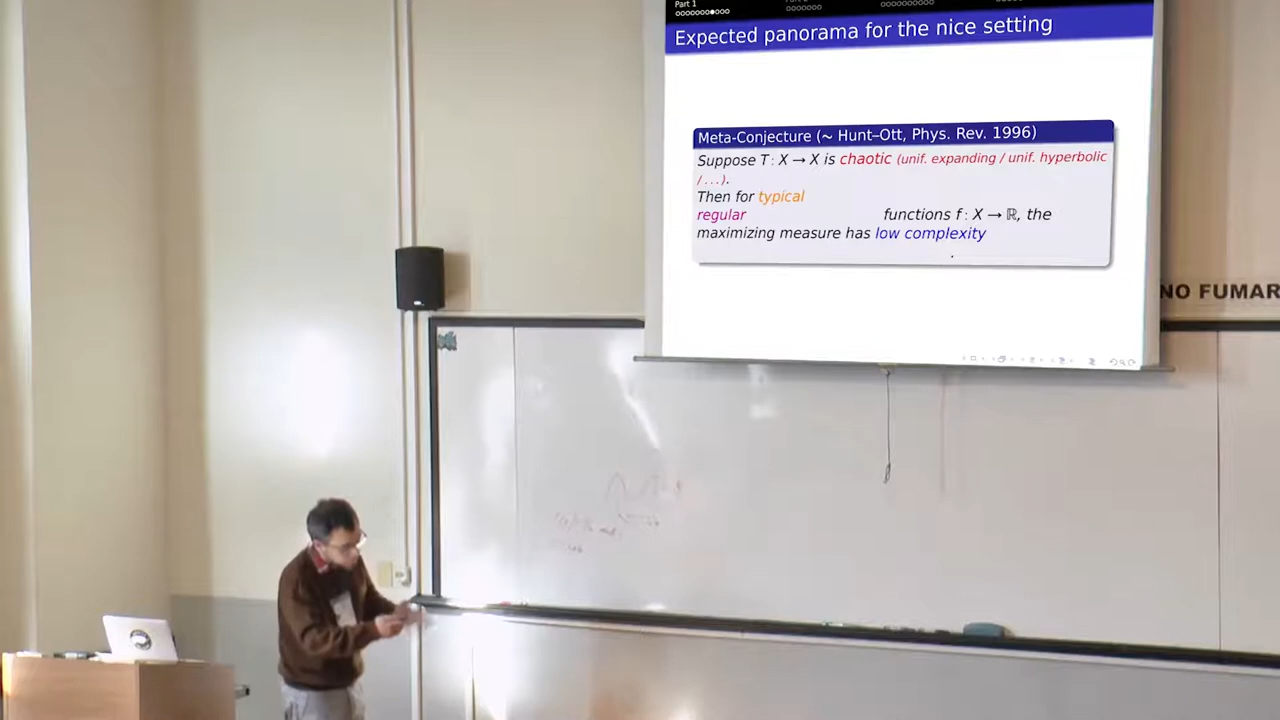 Part 1
Expected panorama for the nice setting
Meta-Conjecture (~ Hunt–Ott, Phys. Rev. 1996)
Suppose T : X → X is chaotic (unif. expanding / unif. hyperbolic
/ ...).
Then for typical
regular functions f : X → ℝ, the
maximizing measure has low complexity
.
NO FUMAR